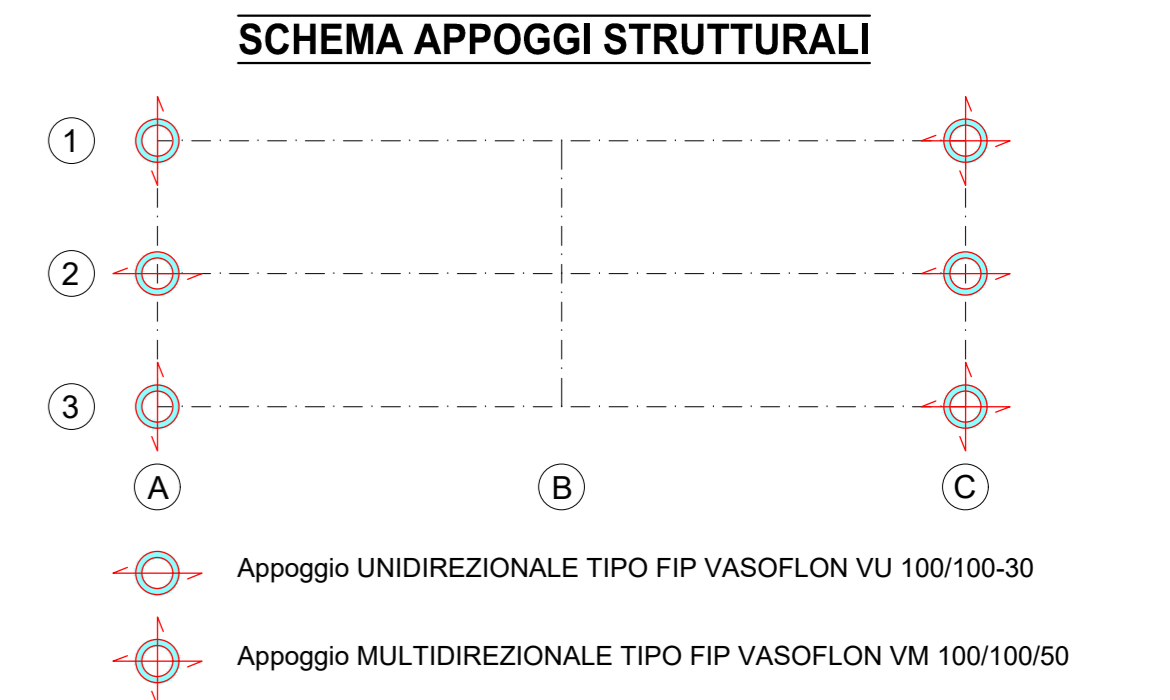 SCHEMA APPOGGI STRUTTURALI
1
2
3
A B C
Appoggio UNIDIREZIONALE TIPO FIP VASOFLON VU 100/100-30
Appoggio MULTIDIREZIONALE TIPO FIP VASOFLON VM 100/100/50